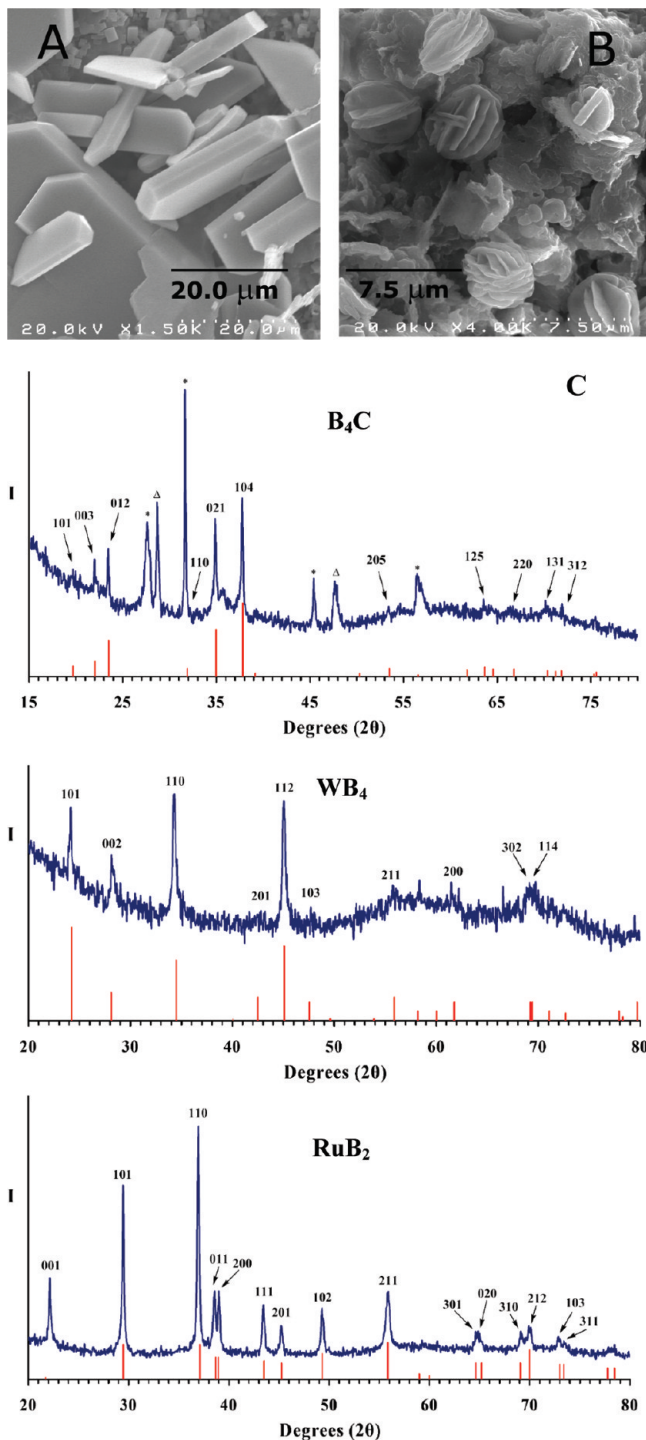 A
B
20.0 μm
7.5 μm
20.0kV X1.50K 20.0μm
20.0kV X4.00K 7.50μm
C
B₄C
I
101
003
012
*
Δ
*
110
021
104
*
Δ
205
*
125
220
131
312
15 25 35 45 55 65 75
Degrees (2θ)
WB₄
I
101
002
110
201
112
103
211
200
302
114
20 30 40 50 60 70 80
Degrees (2θ)
RuB₂
I
001
101
110
011
200
111
201
102
211
301
020
310
212
103
311
20 30 40 50 60 70 80
Degrees (2θ)